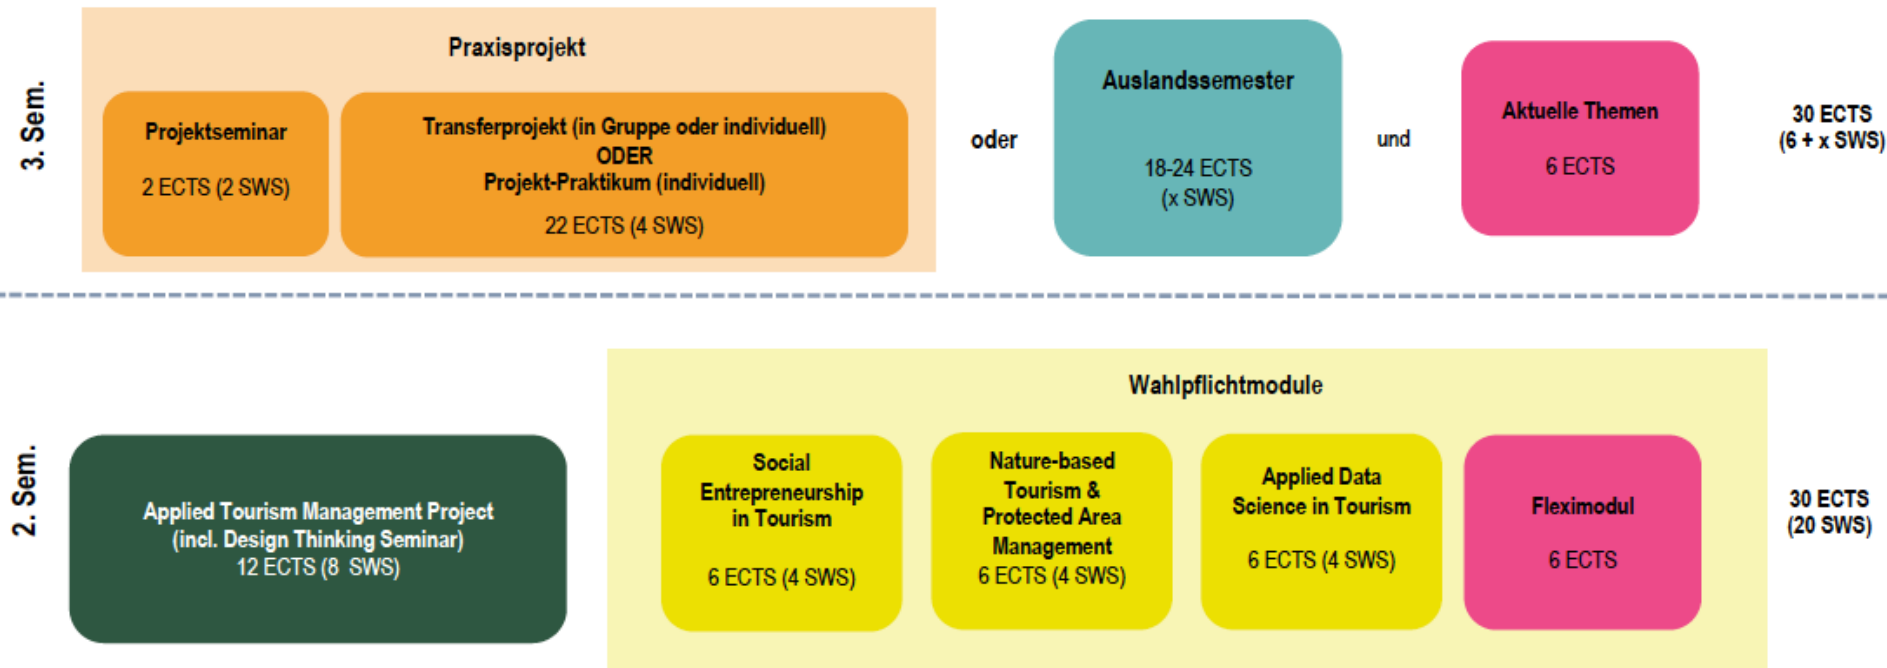 3. Sem.
Praxisprojekt
Projektseminar
2 ECTS (2 SWS)
Transferprojekt (in Gruppe oder individuell)
ODER
Projekt-Praktikum (individuell)
22 ECTS (4 SWS)
oder
Auslandssemester
18-24 ECTS
(x SWS)
und
Aktuelle Themen
6 ECTS
30 ECTS
(6 + x SWS)
2. Sem.
Applied Tourism Management Project
(incl. Design Thinking Seminar)
12 ECTS (8 SWS)
Wahlpflichtmodule
Social
Entrepreneurship
in Tourism
6 ECTS (4 SWS)
Nature-based
Tourism &
Protected Area
Management
6 ECTS (4 SWS)
Applied Data
Science in Tourism
6 ECTS (4 SWS)
Fleximodul
6 ECTS
30 ECTS
(20 SWS)